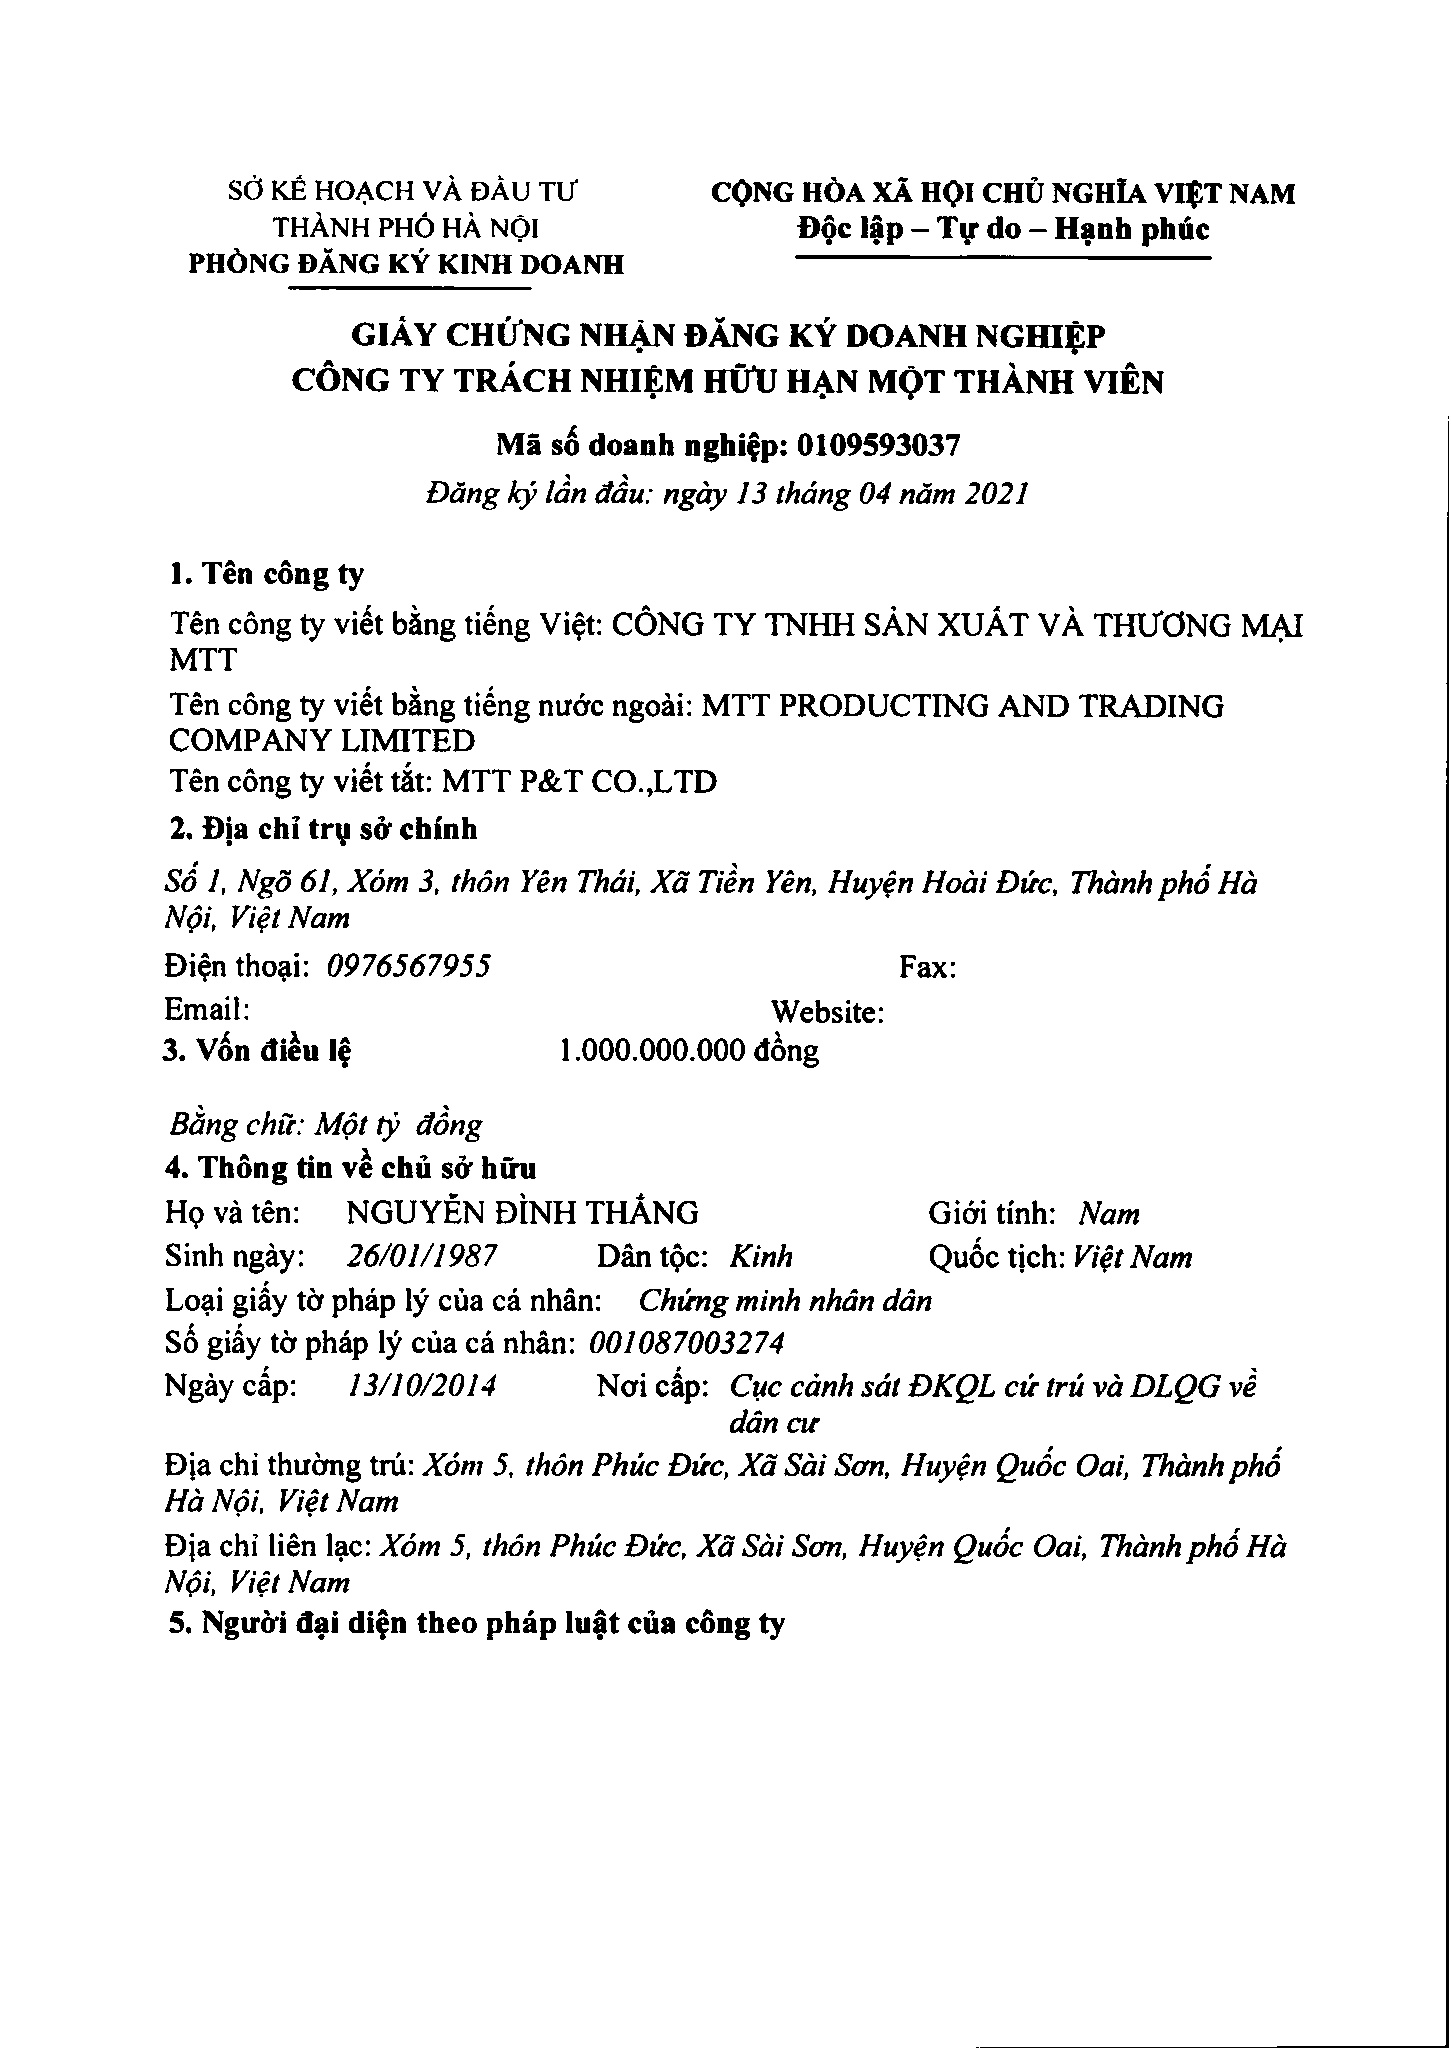 SỞ KẾ HOẠCH VÀ ĐẦU TƯ
THÀNH PHỐ HÀ NỘI
PHÒNG ĐĂNG KÝ KINH DOANH
CỘNG HÒA XÃ HỘI CHỦ NGHĨA VIỆT NAM
Độc lập – Tự do – Hạnh phúc
GIẤY CHỨNG NHẬN ĐĂNG KÝ DOANH NGHIỆP
CÔNG TY TRÁCH NHIỆM HỮU HẠN MỘT THÀNH VIÊN
Mã số doanh nghiệp: 0109593037
Đăng ký lần đầu: ngày 13 tháng 04 năm 2021
1. Tên công ty
Tên công ty viết bằng tiếng Việt: CÔNG TY TNHH SẢN XUẤT VÀ THƯƠNG MẠI
MTT
Tên công ty viết bằng tiếng nước ngoài: MTT PRODUCTING AND TRADING
COMPANY LIMITED
Tên công ty viết tắt: MTT P&T CO.,LTD
2. Địa chỉ trụ sở chính
Số 1, Ngõ 61, Xóm 3, thôn Yên Thái, Xã Tiền Yên, Huyện Hoài Đức, Thành phố Hà
Nội, Việt Nam
Điện thoại: 0976567955 Fax:
Email: Website:
3. Vốn điều lệ 1.000.000.000 đồng
Bằng chữ: Một tỷ đồng
4. Thông tin về chủ sở hữu
Họ và tên: NGUYỄN ĐÌNH THẮNG Giới tính: Nam
Sinh ngày: 26/01/1987 Dân tộc: Kinh Quốc tịch: Việt Nam
Loại giấy tờ pháp lý của cá nhân: Chứng minh nhân dân
Số giấy tờ pháp lý của cá nhân: 001087003274
Ngày cấp: 13/10/2014 Nơi cấp: Cục cảnh sát ĐKQL cứ trú và DLQG về
dân cư
Địa chỉ thường trú: Xóm 5, thôn Phúc Đức, Xã Sài Sơn, Huyện Quốc Oai, Thành phố
Hà Nội, Việt Nam
Địa chỉ liên lạc: Xóm 5, thôn Phúc Đức, Xã Sài Sơn, Huyện Quốc Oai, Thành phố Hà
Nội, Việt Nam
5. Người đại diện theo pháp luật của công ty